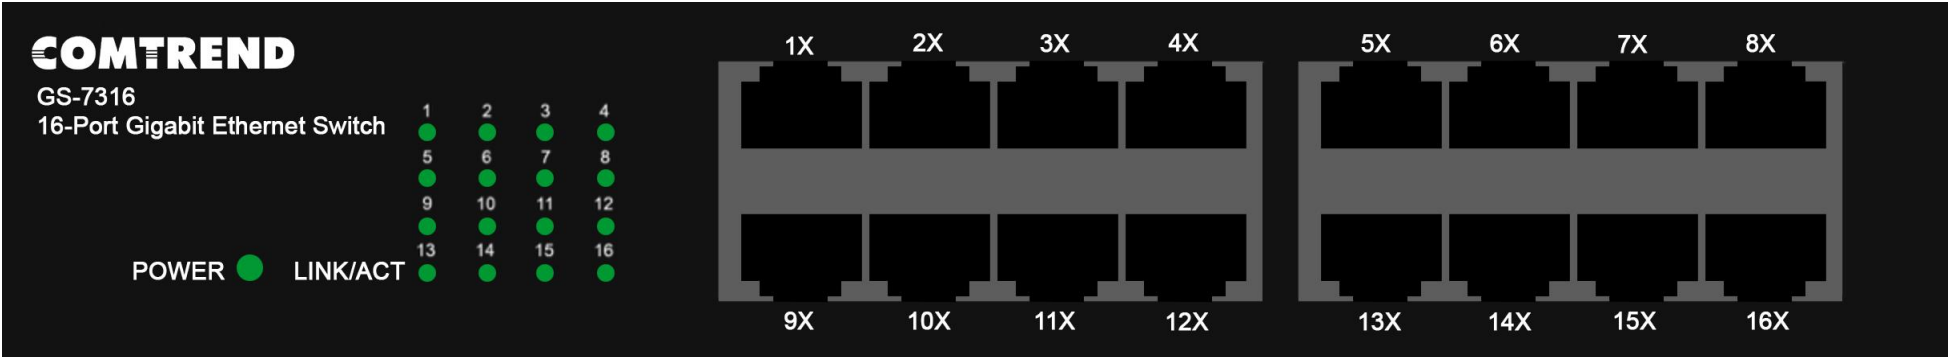 COMTREND
GS-7316
16-Port Gigabit Ethernet Switch
1 2 3 4
5 6 7 8
9 10 11 12
13 14 15 16
POWER LINK/ACT
1X 2X 3X 4X 5X 6X 7X 8X
9X 10X 11X 12X 13X 14X 15X 16X